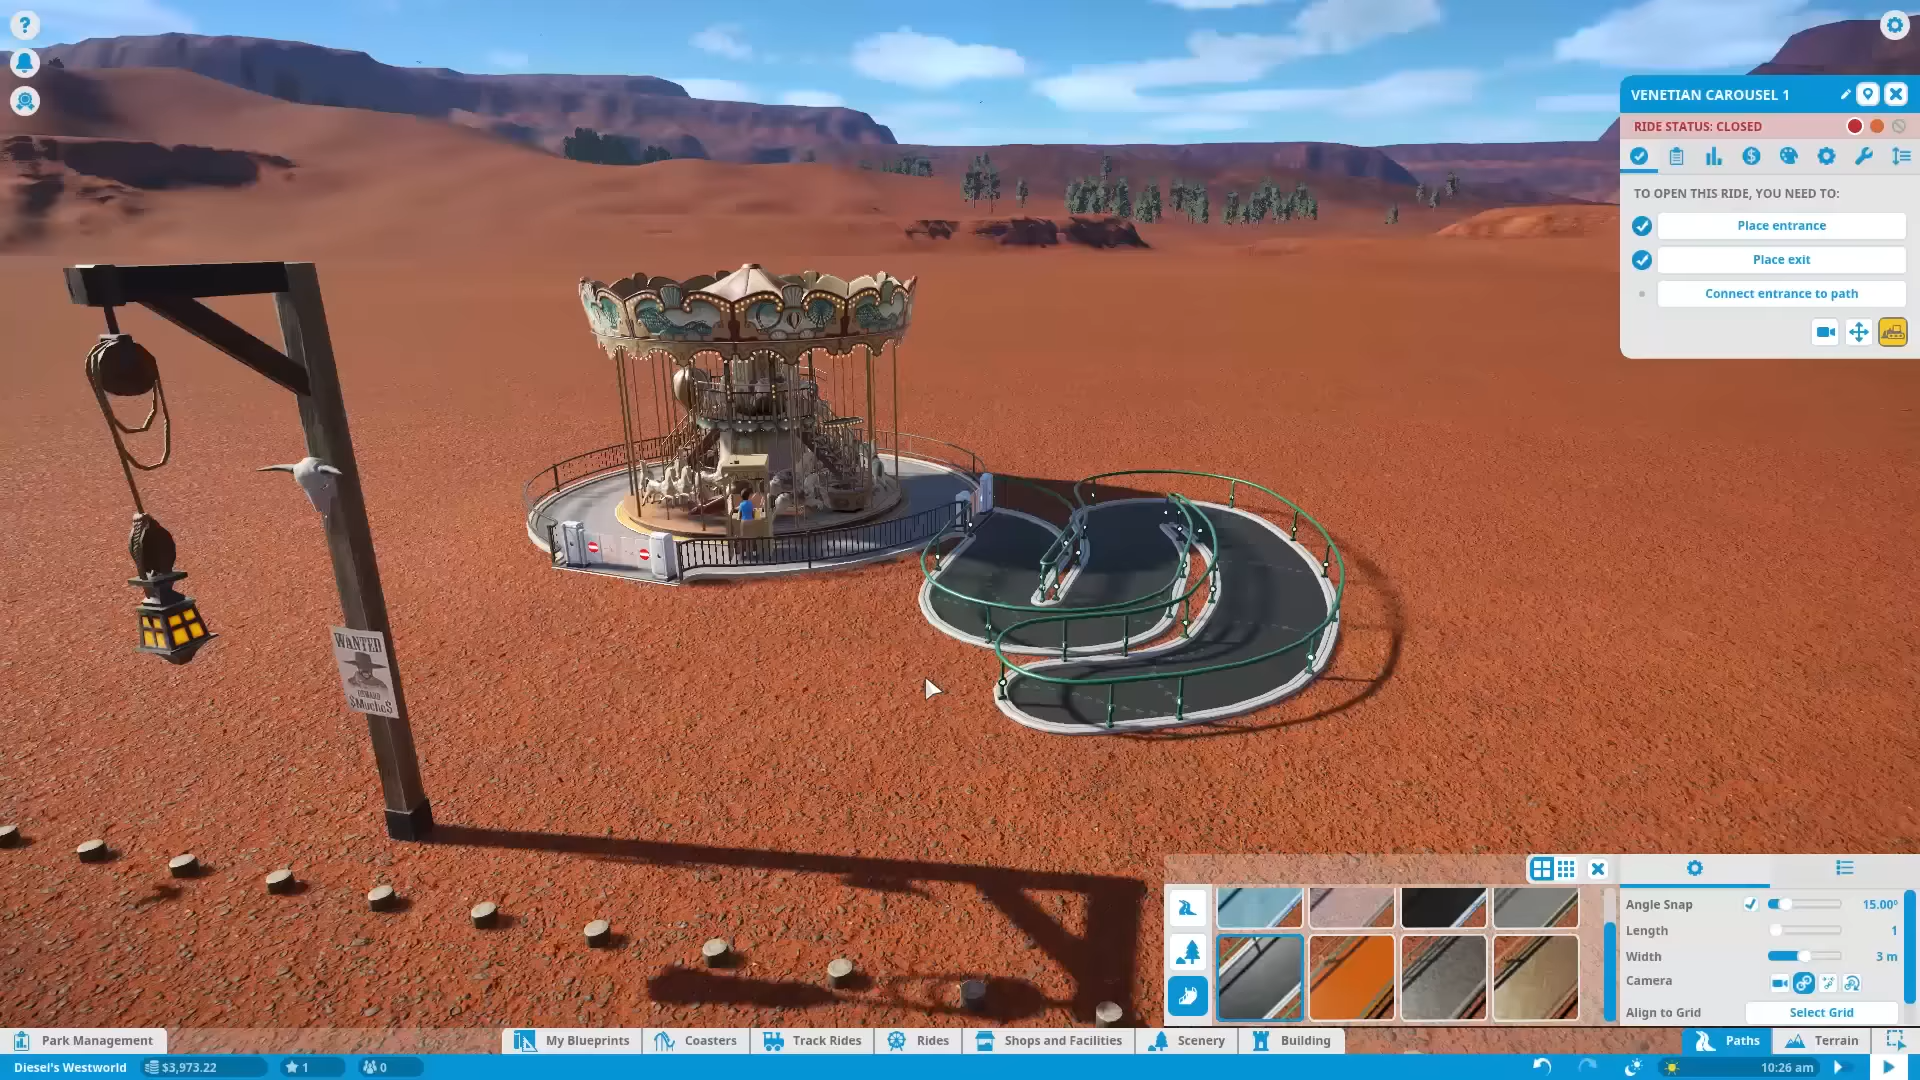 VENETIAN CAROUSEL 1
RIDE STATUS: CLOSED
TO OPEN THIS RIDE, YOU NEED TO:
Place entrance
Place exit
Connect entrance to path
WANTED
REWARD
$Muche$
Angle Snap
15.00°
Length
1
Width
3 m
Camera
Align to Grid
Select Grid
Park Management
My Blueprints
Coasters
Track Rides
Rides
Shops and Facilities
Scenery
Building
Paths
Terrain
Diesel's Westworld
$3,973.22
1
0
10:26 am